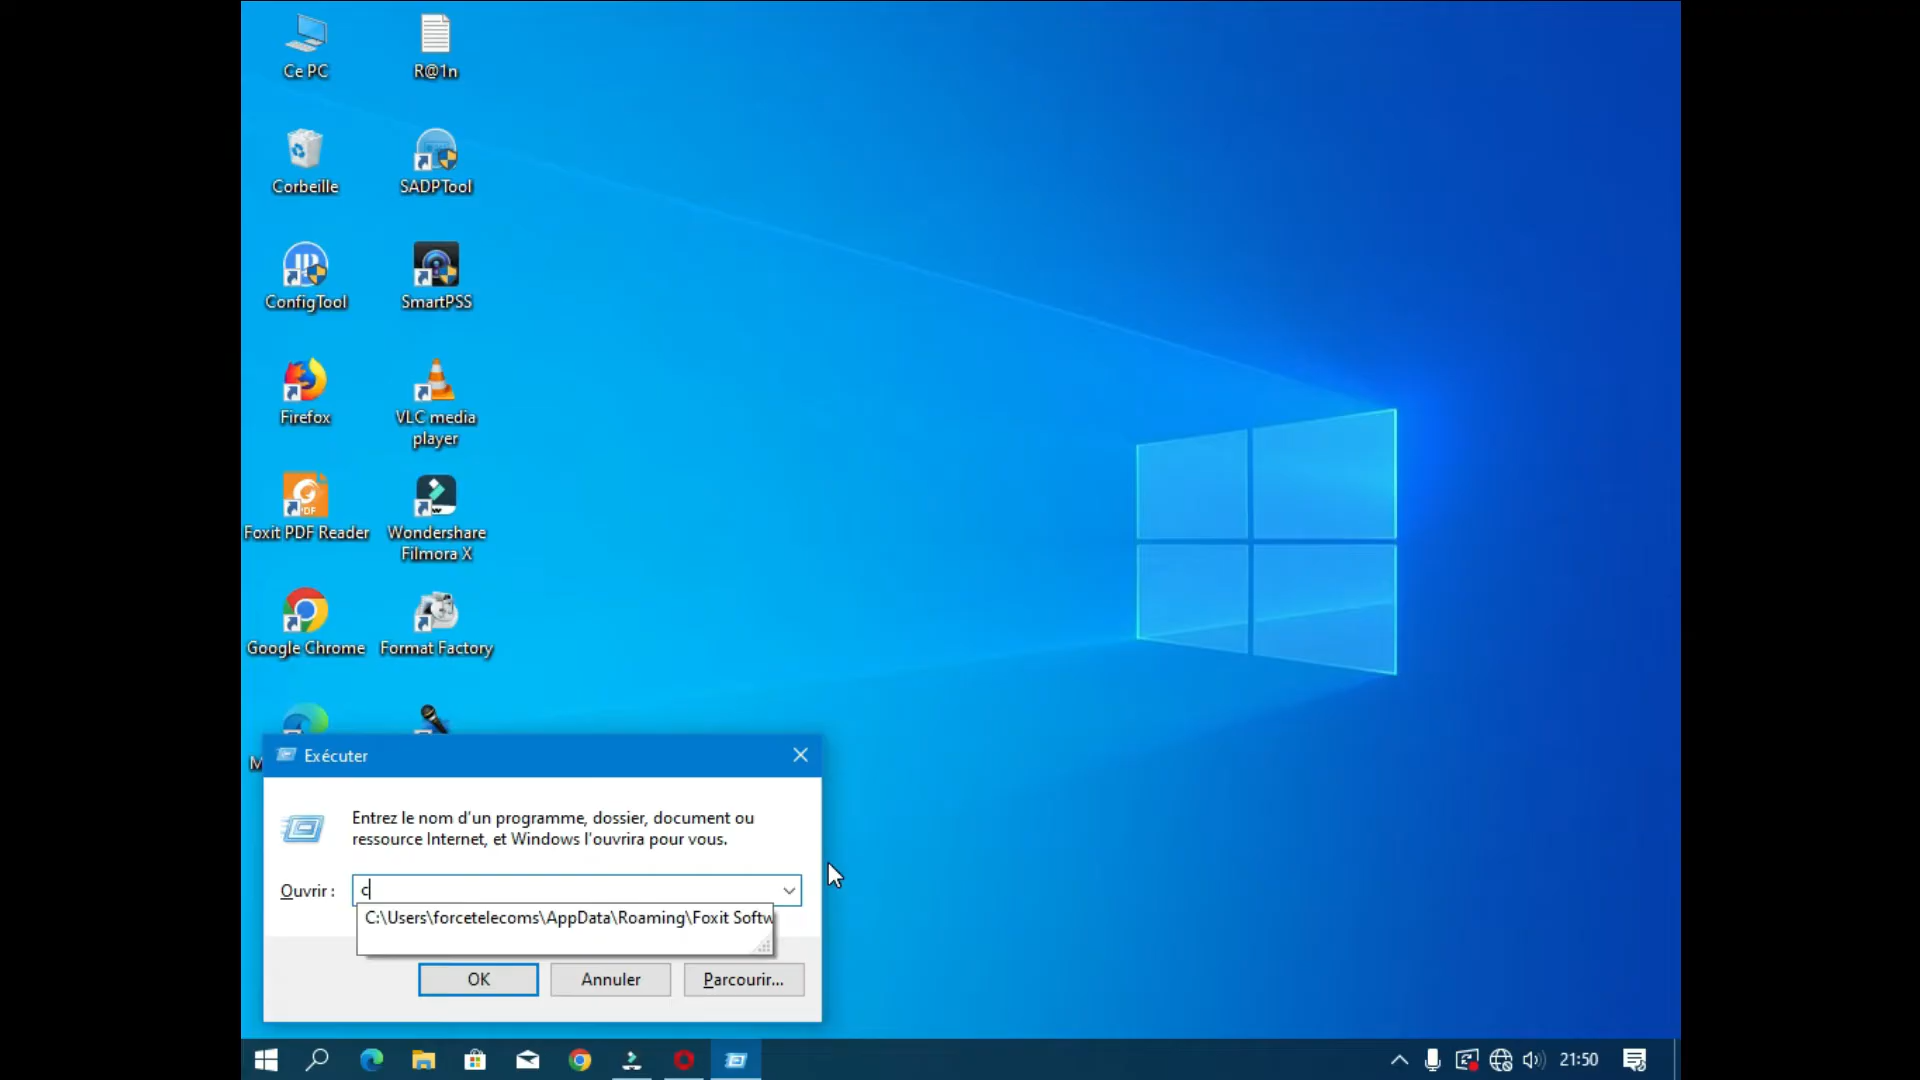 Ce PC
R@1n
Corbeille
SADPTool
ConfigTool
SmartPSS
Firefox
VLC media
player
Foxit PDF Reader
Wondershare
Filmora X
Google Chrome
Format Factory
M
Exécuter
Entrez le nom d'un programme, dossier, document ou
ressource Internet, et Windows l'ouvrira pour vous.
Ouvrir :
c
C:\Users\forcetelecoms\AppData\Roaming\Foxit Softw
OK
Annuler
Parcourir...
21:50